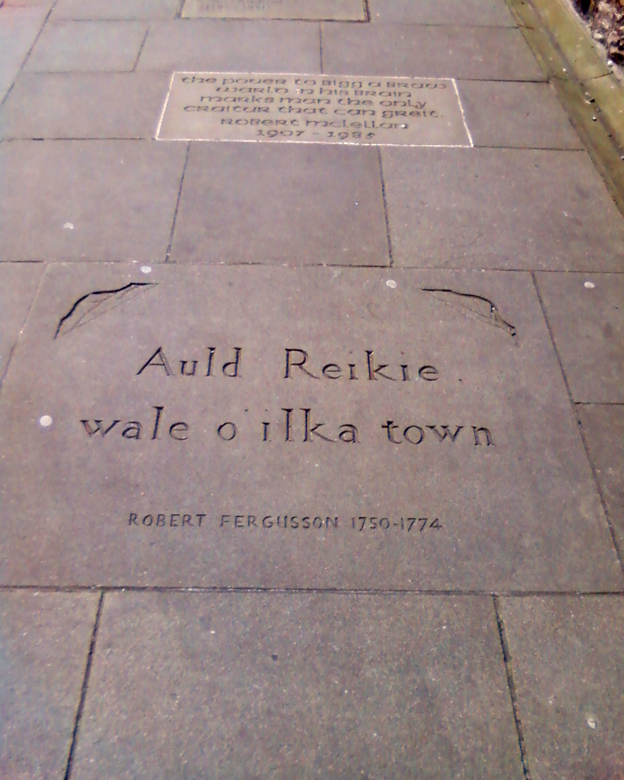 the power to bigg a braw
warld in his brain
marks man the only
craitur that can greit.
robert mclellan
1907 - 1985
Auld Reikie
wale o' ilka town
ROBERT FERGUSSON 1750-1774